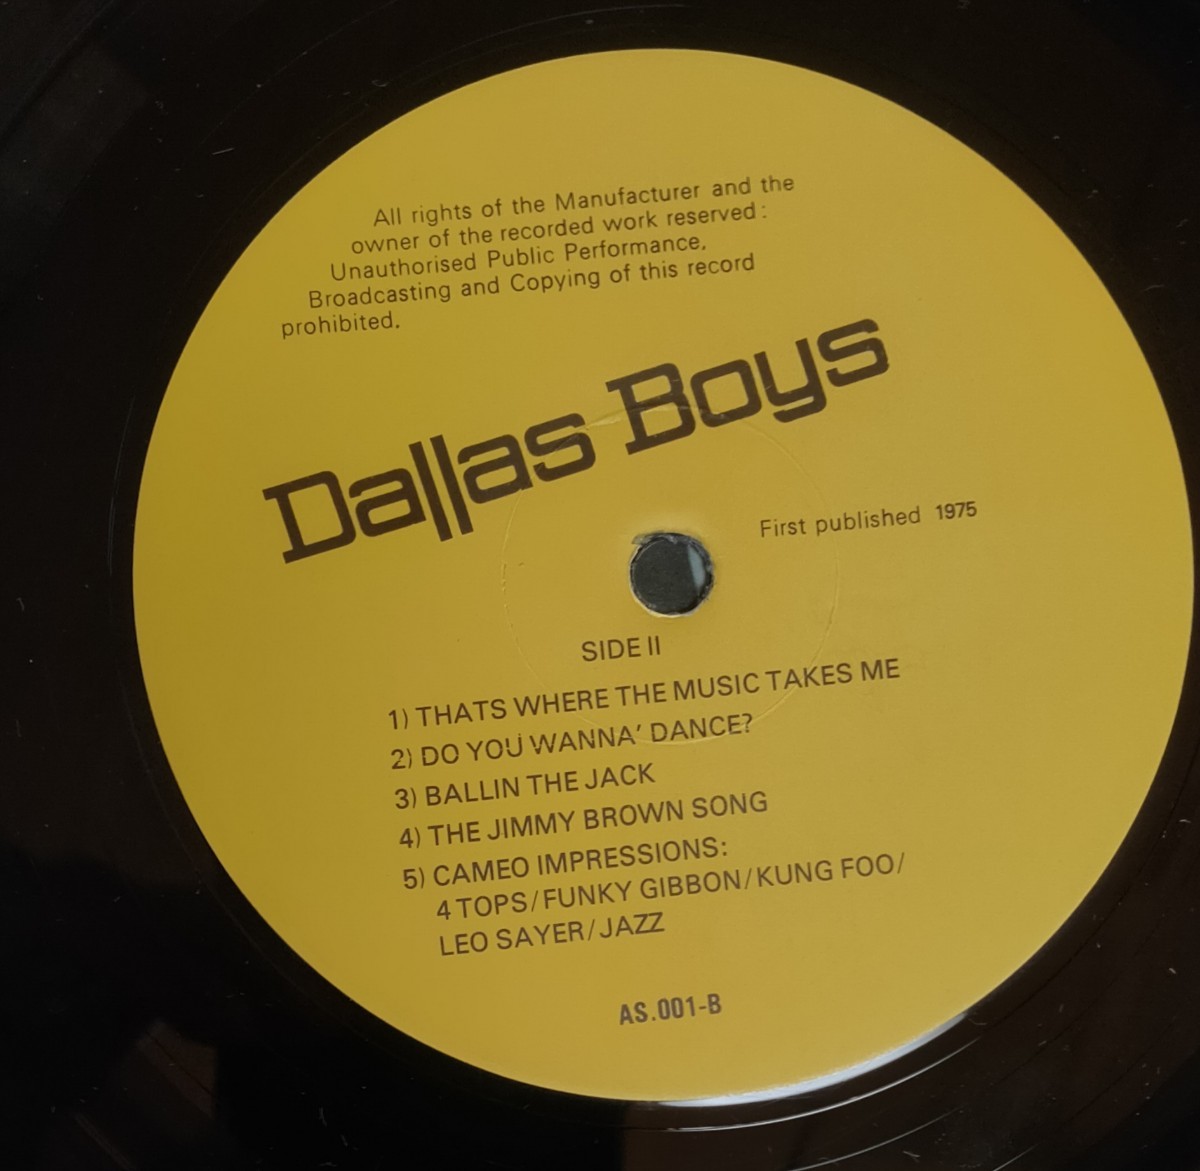 All rights of the Manufacturer and the
owner of the recorded work reserved :
Unauthorised Public Performance.
Broadcasting and Copying of this record
prohibited.
Dallas Boys
First published 1975
SIDE II
1) THATS WHERE THE MUSIC TAKES ME
2) DO YOU WANNA' DANCE?
3) BALLIN THE JACK
4) THE JIMMY BROWN SONG
5) CAMEO IMPRESSIONS:
4 TOPS/FUNKY GIBBON/KUNG FOO/
LEO SAYER/JAZZ
AS.001-B